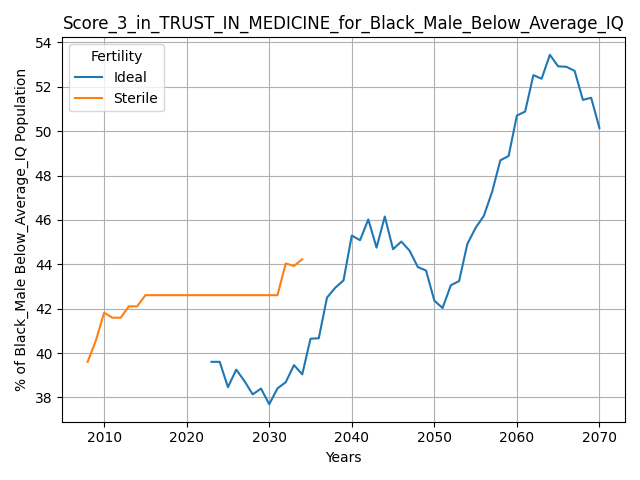 Score_3_in_TRUST_IN_MEDICINE_for_Black_Male_Below_Average_IQ
Fertility
Ideal
Sterile
% of Black_Male Below_Average_IQ Population
54
52
50
48
46
44
42
40
38
2010
2020
2030
2040
2050
2060
2070
Years